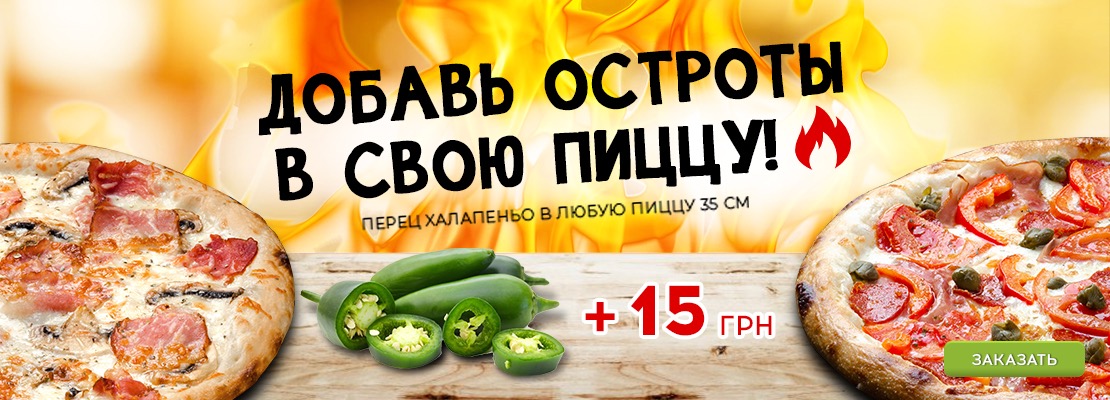 ДОБАВЬ ОСТРОТЫ
В СВОЮ ПИЦЦУ!
ПЕРЕЦ ХАЛАПЕНЬО В ЛЮБУЮ ПИЦЦУ 35 СМ
+ 15 ГРН
ЗАКАЗАТЬ